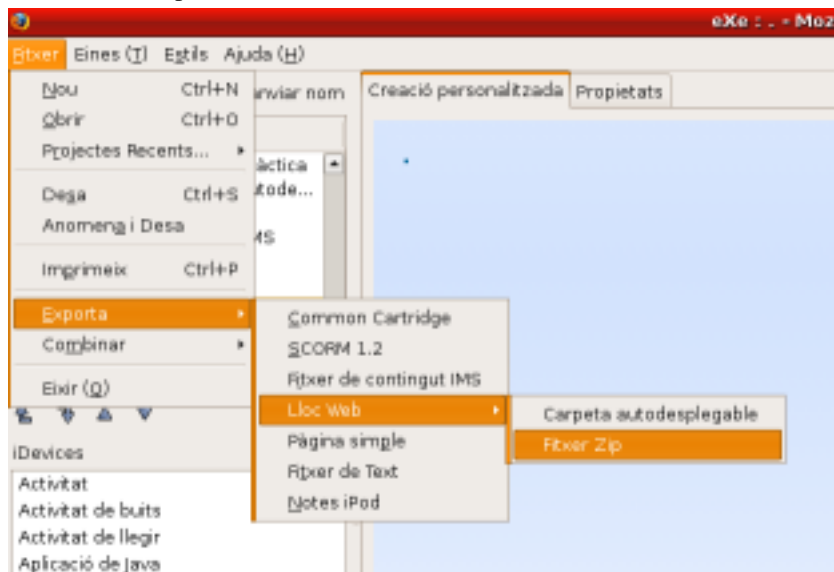 eXe : . - Moz
Fitxer Eines (T) Estils Ajuda (H)
Nou Ctrl+N
Obrir Ctrl+O
Projectes Recents...
Desa Ctrl+S
Anomena i Desa
Imprimeix Ctrl+P
Exporta
Combinar
Eixir (Q)
anviar nom
Creació personalitzada Propietats
àctica
Common Cartridge
SCORM 1.2
Fitxer de contingut IMS
Lloc Web
Pàgina simple
Fitxer de Text
Notes iPod
Carpeta autodesplegable
Fitxer Zip
iDevices
Activitat
Activitat de buits
Activitat de llegir
Aplicació de Java